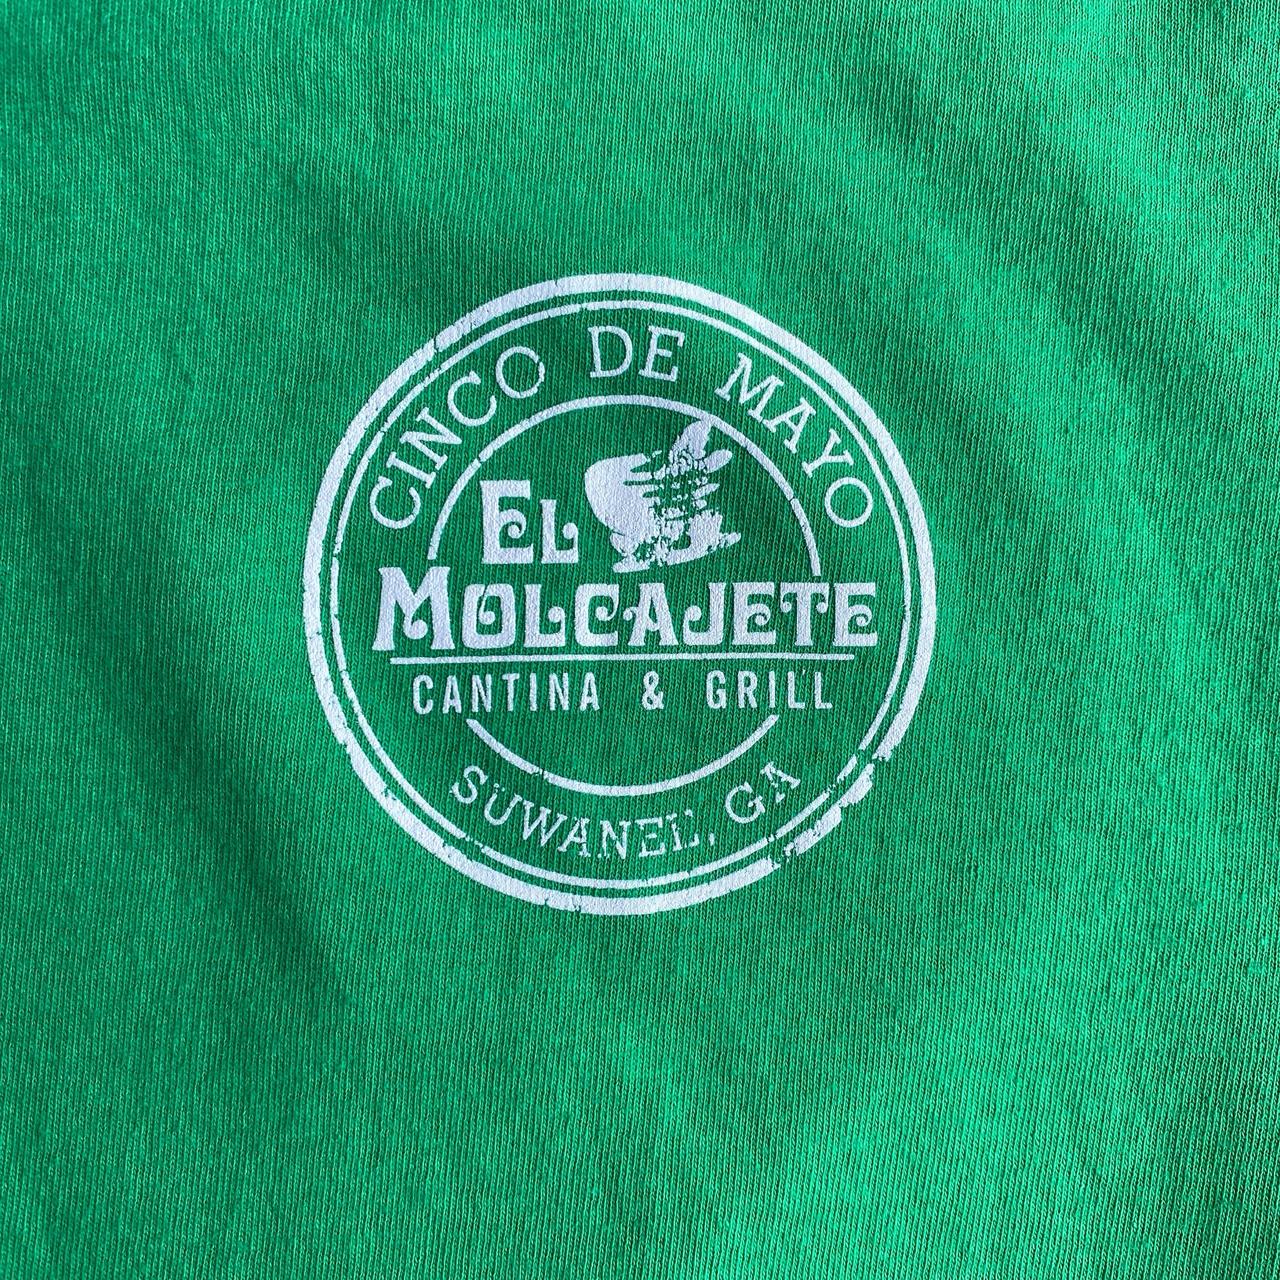 CINCO DE MAYO
EL
MOLCAJETE
CANTINA & GRILL
SUWANEE, GA